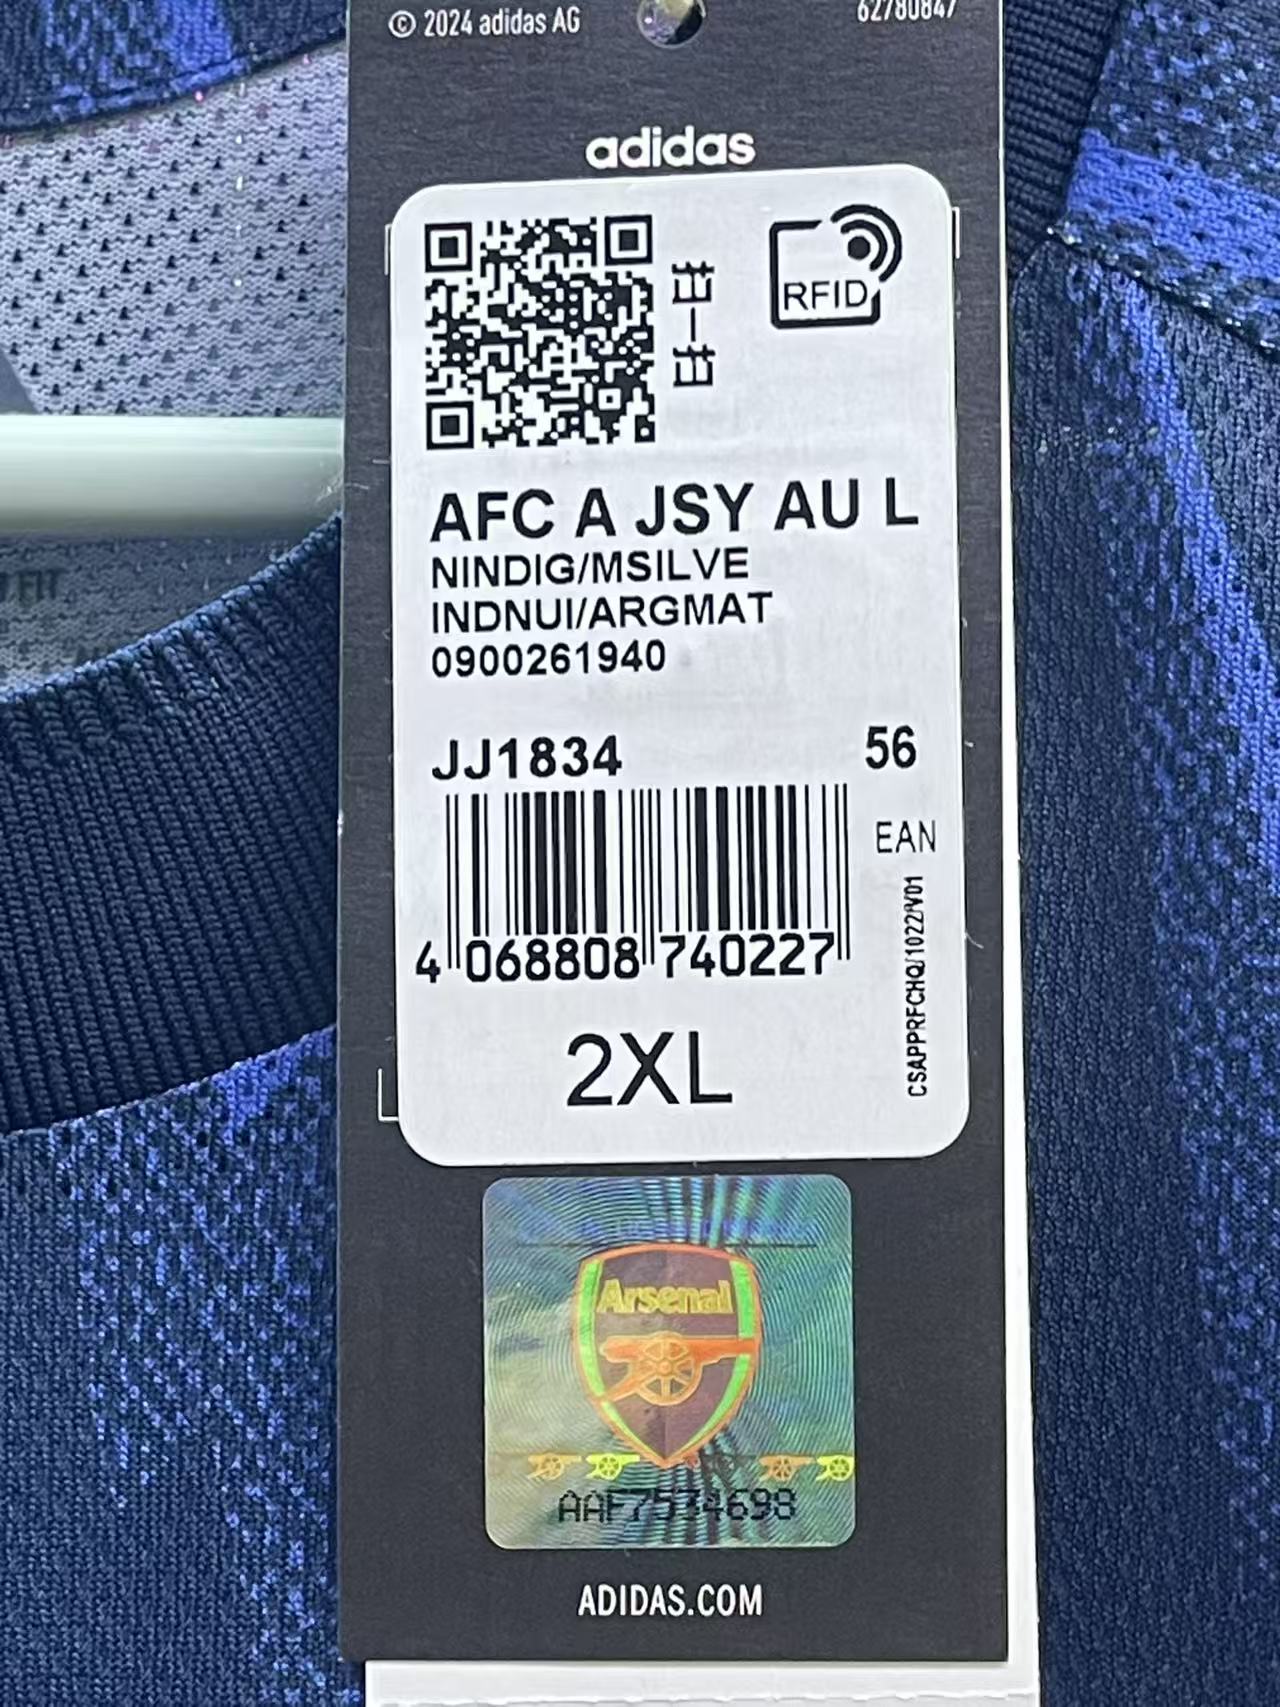 © 2024 adidas AG
62780847
adidas
RFID
AFC A JSY AU L
NINDIG/MSILVE
INDNUI/ARGMAT
0900261940
JJ1834 56
EAN
4 068808 740227
CSAPPRFCHQ/1022/V01
2XL
Arsenal
AAF7534698
ADIDAS.COM